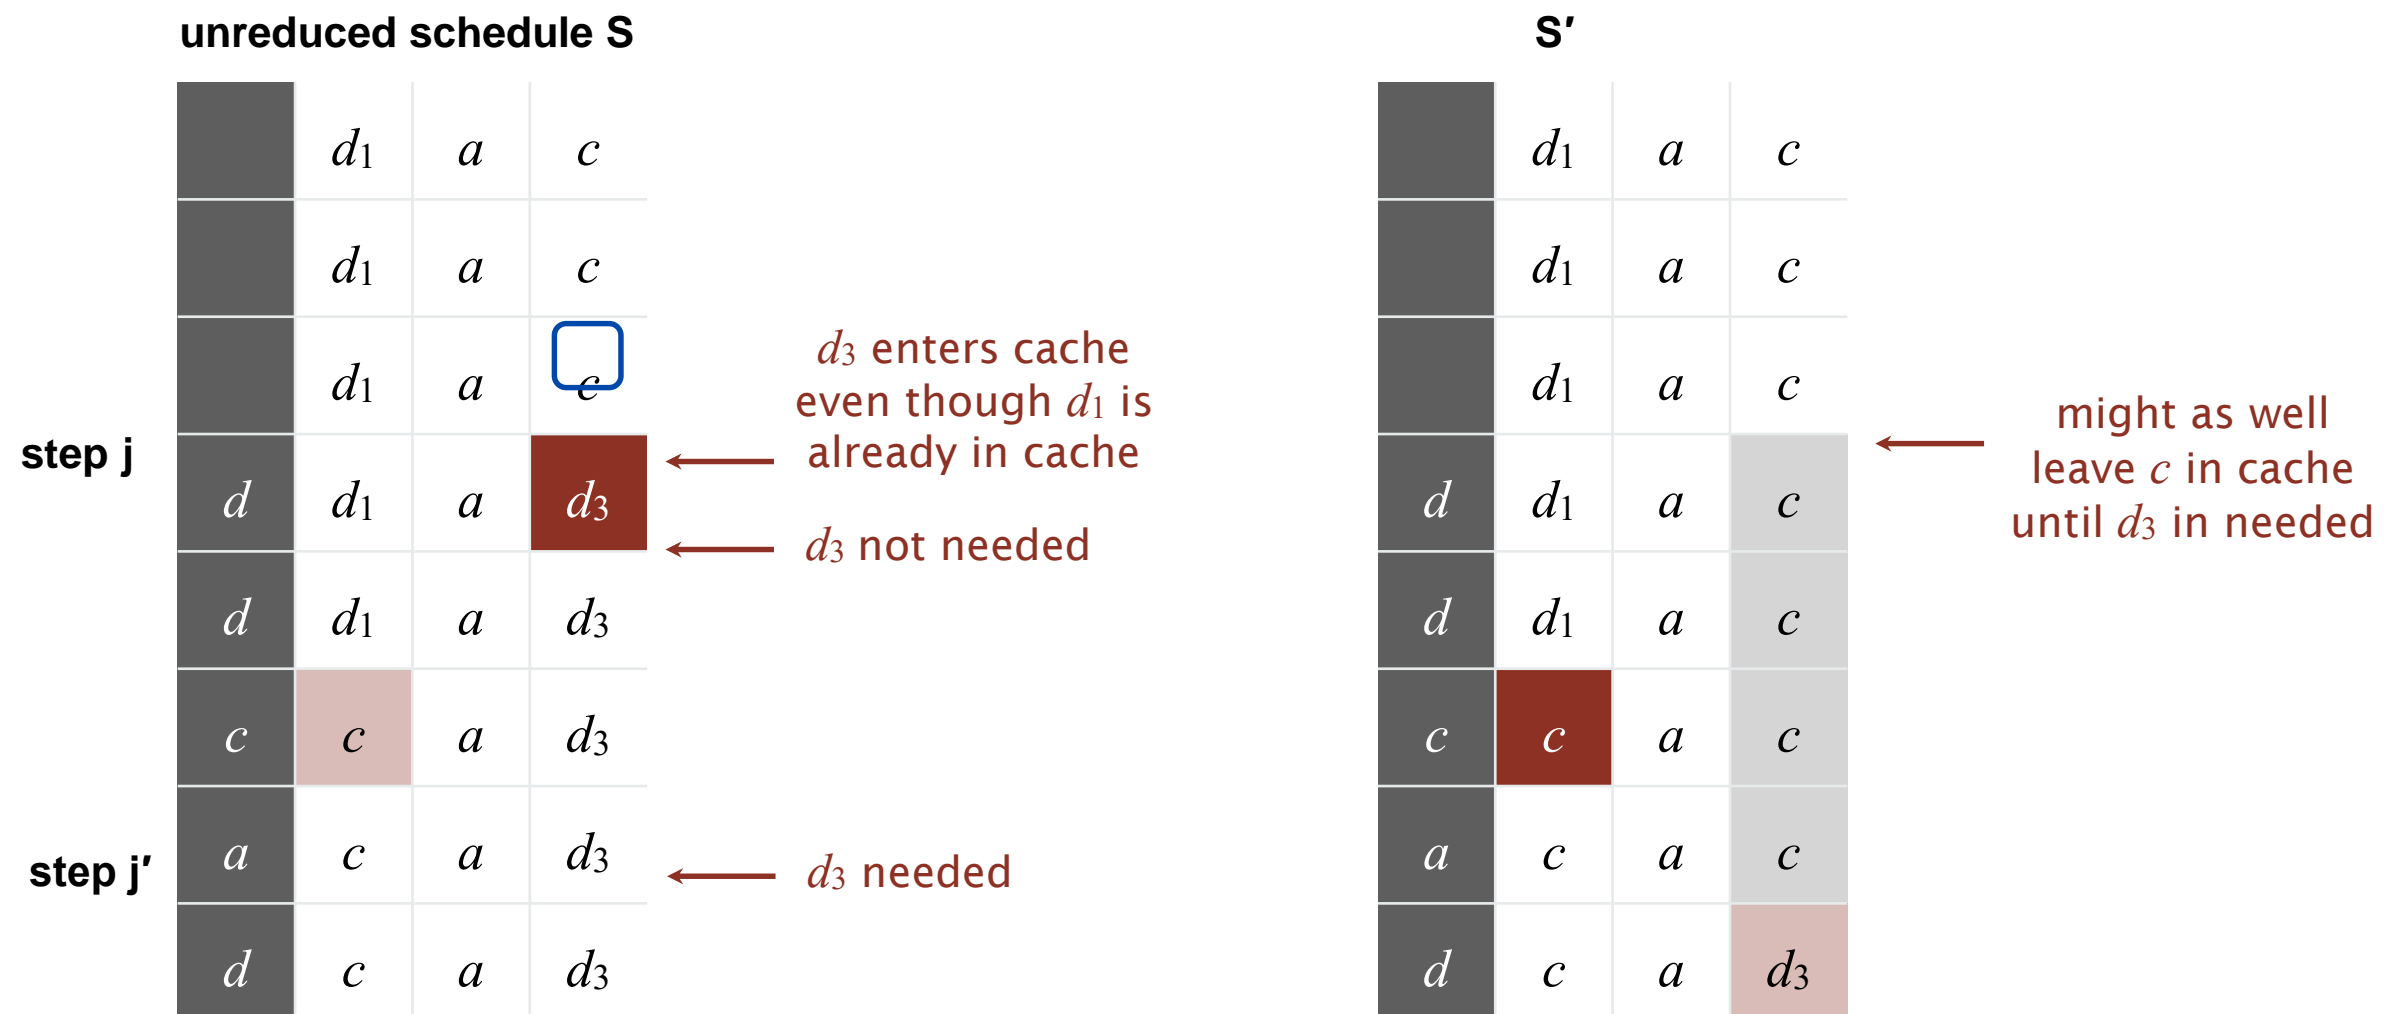 unreduced schedule S
d1 a c
d1 a c
d1 a c
step j
d d1 a d3
d d1 a d3
c c a d3
a c a d3
step j′
d c a d3
d3 enters cache
even though d1 is
already in cache
d3 not needed
d3 needed
S′
d1 a c
d1 a c
d1 a c
d d1 a c
d d1 a c
c c a c
a c a c
d c a d3
might as well
leave c in cache
until d3 in needed